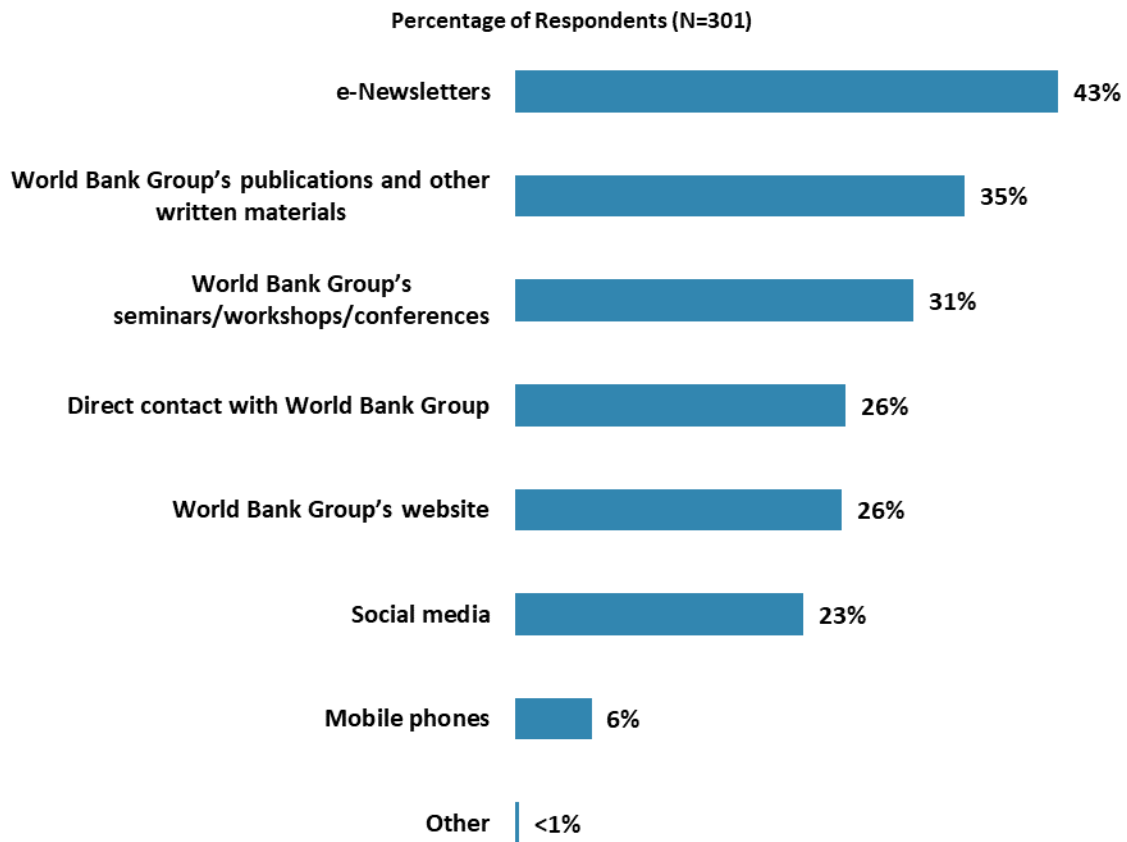 Percentage of Respondents (N=301)
e-Newsletters
43%
World Bank Group’s publications and other
written materials
35%
World Bank Group’s
seminars/workshops/conferences
31%
Direct contact with World Bank Group
26%
World Bank Group’s website
26%
Social media
23%
Mobile phones
6%
Other
<1%